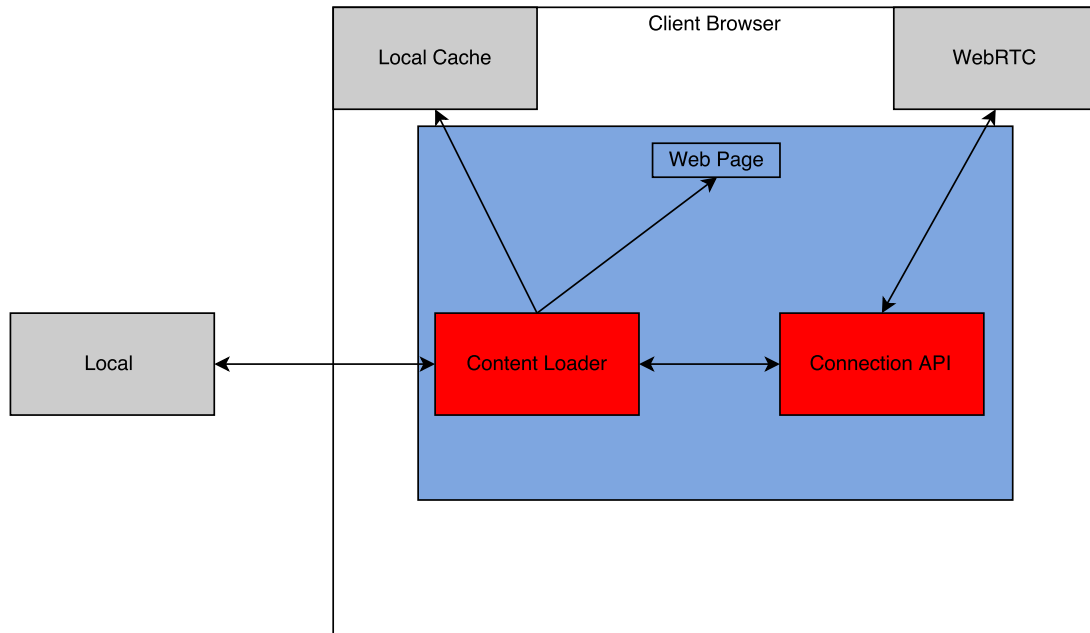 Client Browser
Local Cache
WebRTC
Web Page
Local
Content Loader
Connection API